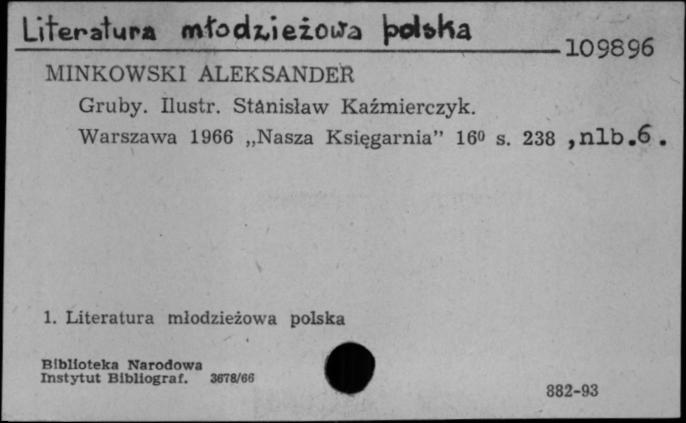 Literatura młodzieżowa polska
109896
MINKOWSKI ALEKSANDER
Gruby. Ilustr. Stanisław Kaźmierczyk.
Warszawa 1966 „Nasza Księgarnia” 16⁰ s. 238 ,nlb.6.
1. Literatura młodzieżowa polska
Biblioteka Narodowa
Instytut Bibliograf. 3678/66
882-93